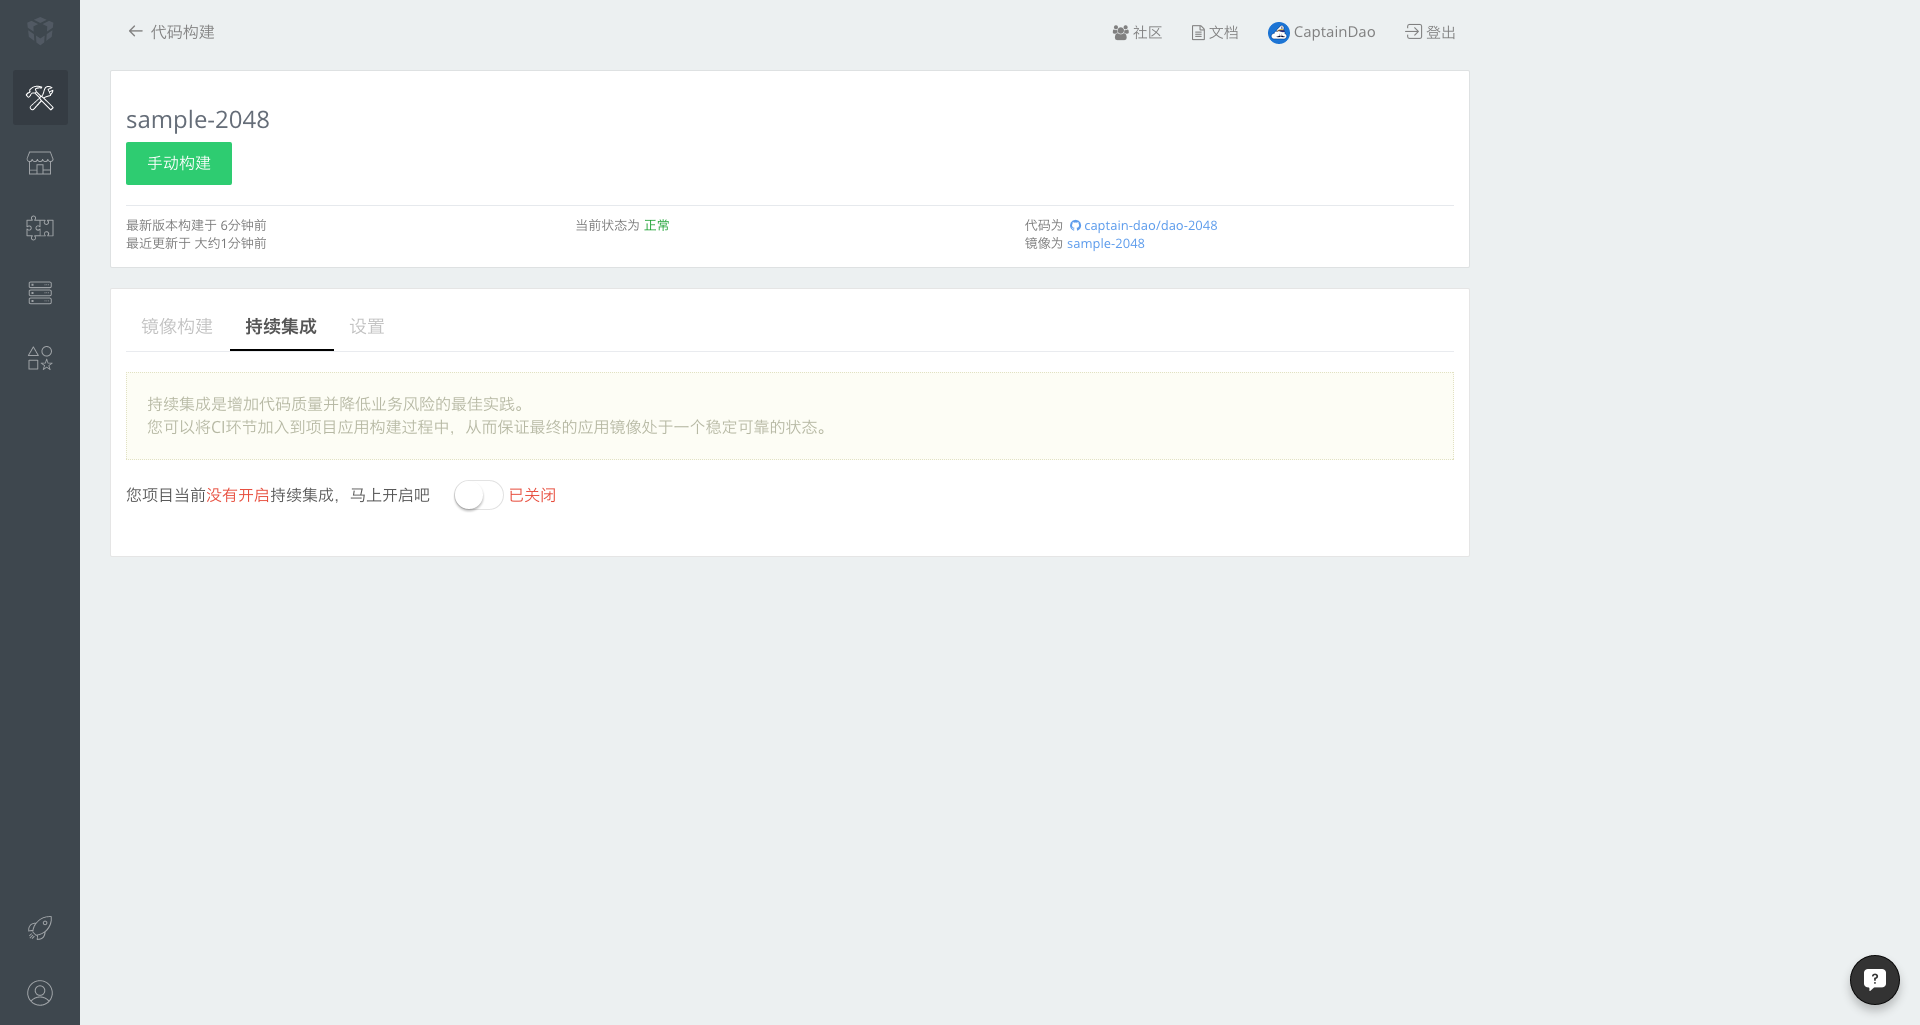 代码构建
社区
文档
CaptainDao
登出
sample-2048
手动构建
最新版本构建于 6分钟前
最近更新于 大约1分钟前
当前状态为 正常
代码为 captain-dao/dao-2048
镜像为 sample-2048
镜像构建
持续集成
设置
持续集成是增加代码质量并降低业务风险的最佳实践。
您可以将CI环节加入到项目应用构建过程中，从而保证最终的应用镜像处于一个稳定可靠的状态。
您项目当前没有开启持续集成，马上开启吧
已关闭
?